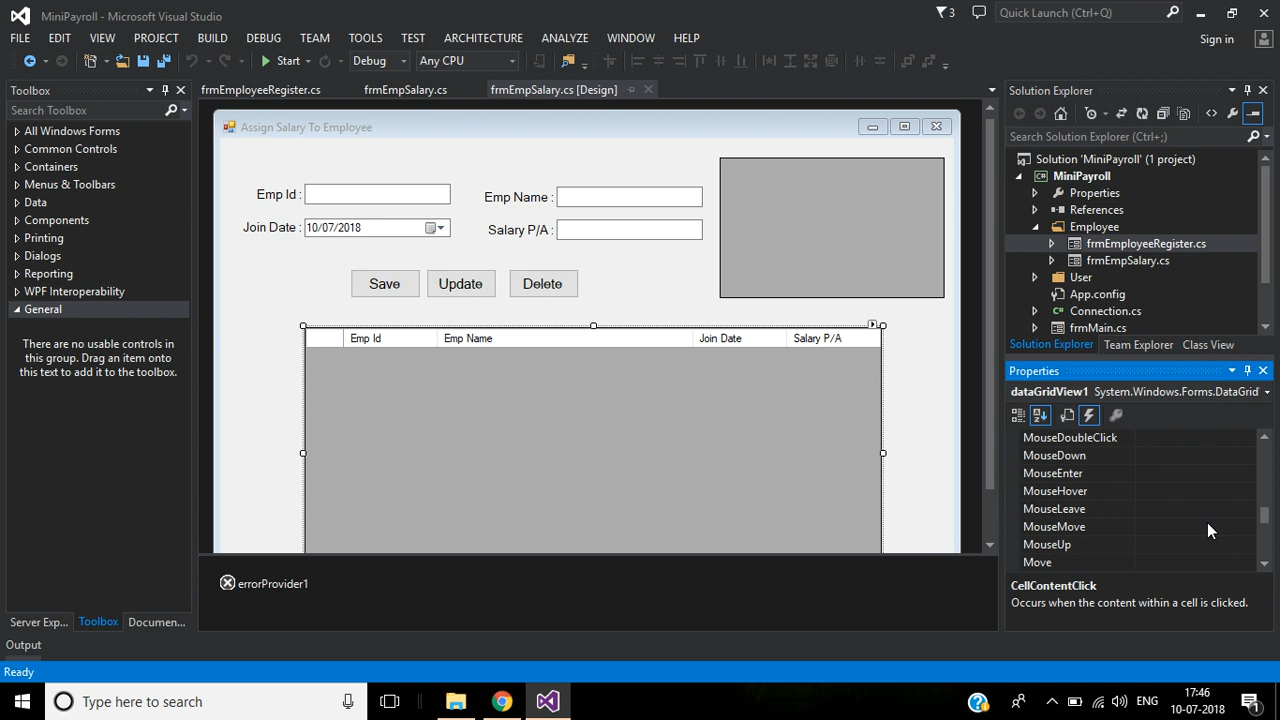 MiniPayroll - Microsoft Visual Studio
3
Quick Launch (Ctrl+Q)
FILE EDIT VIEW PROJECT BUILD DEBUG TEAM TOOLS TEST ARCHITECTURE ANALYZE WINDOW HELP
Sign in
Start Debug Any CPU
Toolbox
Search Toolbox
All Windows Forms
Common Controls
Containers
Menus & Toolbars
Data
Components
Printing
Dialogs
Reporting
WPF Interoperability
General
There are no usable controls in
this group. Drag an item onto
this text to add it to the toolbox.
Server Exp... Toolbox Documen...
frmEmployeeRegister.cs frmEmpSalary.cs frmEmpSalary.cs [Design]
Assign Salary To Employee
Emp Id :
Emp Name :
Join Date : 10/07/2018
Salary P/A :
Save Update Delete
Emp Id Emp Name Join Date Salary P/A
errorProvider1
Solution Explorer
Search Solution Explorer (Ctrl+;)
Solution 'MiniPayroll' (1 project)
MiniPayroll
Properties
References
Employee
frmEmployeeRegister.cs
frmEmpSalary.cs
User
App.config
Connection.cs
frmMain.cs
Solution Explorer Team Explorer Class View
Properties
dataGridView1 System.Windows.Forms.DataGrid
MouseDoubleClick
MouseDown
MouseEnter
MouseHover
MouseLeave
MouseMove
MouseUp
Move
CellContentClick
Occurs when the content within a cell is clicked.
Output
Ready
Type here to search
ENG
17:46
10-07-2018
1